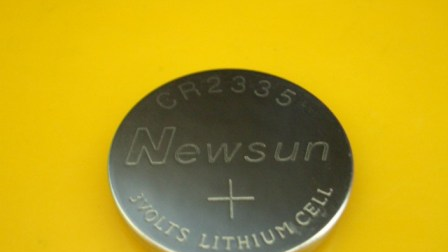 CR2335
Newsun
+
3VOLTS LITHIUM CELL